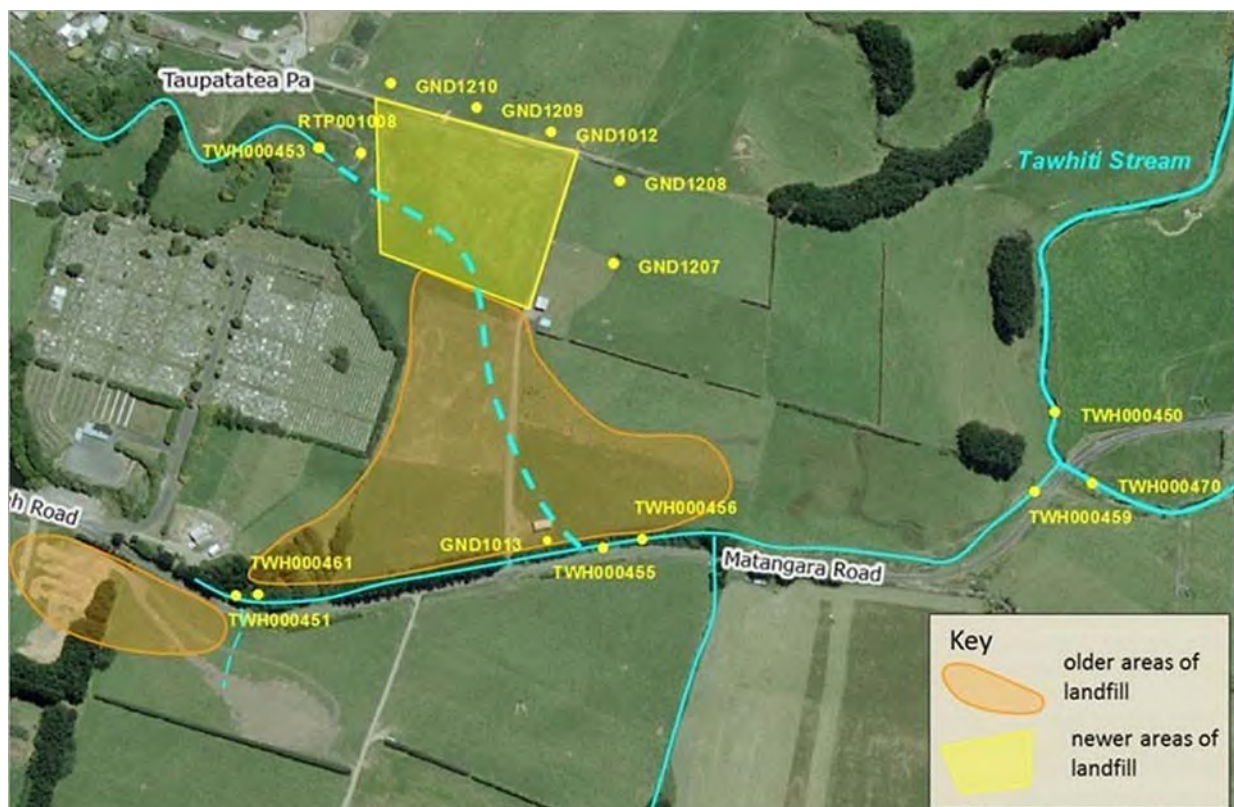 Taupatatea Pa
GND1210
GND1209
RTP001008
GND1012
TWH000453
Tawhiti Stream
GND1208
GND1207
TWH000450
TWH000470
TWH000456
TWH000459
h Road
GND1013
TWH000461
TWH000455
Matangara Road
TWH000451
Key
older areas of
landfill
newer areas of
landfill